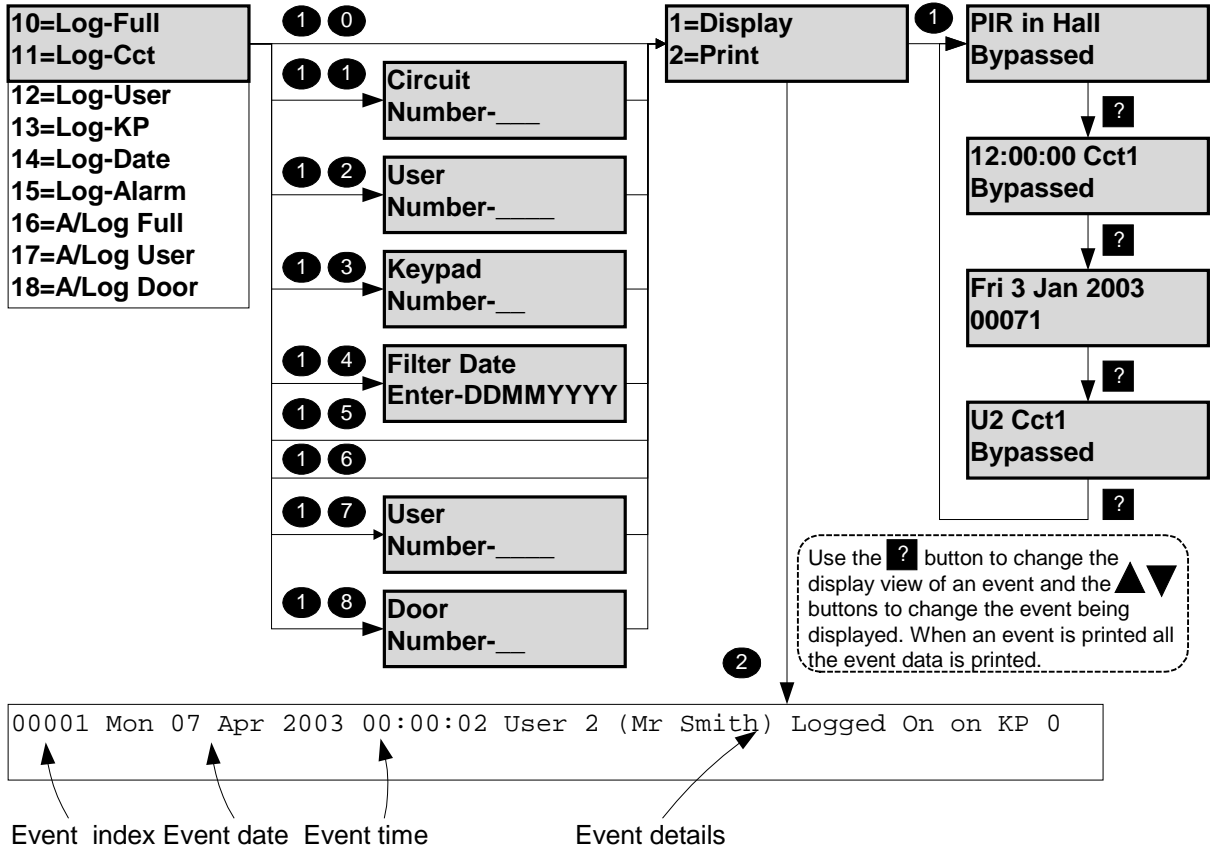 10=Log-Full
11=Log-Cct
12=Log-User
13=Log-KP
14=Log-Date
15=Log-Alarm
16=A/Log Full
17=A/Log User
18=A/Log Door
1 0
1 1
Circuit
Number-___
1 2
User
Number-____
1 3
Keypad
Number-__
1 4
Filter Date
Enter-DDMMYYYY
1 5
1 6
1 7
User
Number-____
1 8
Door
Number-__
1=Display
2=Print
1
PIR in Hall
Bypassed
?
12:00:00 Cct1
Bypassed
?
Fri 3 Jan 2003
00071
?
U2 Cct1
Bypassed
?
Use the ? button to change the
display view of an event and the ▲▼
buttons to change the event being
displayed. When an event is printed all
the event data is printed.
2
00001 Mon 07 Apr 2003 00:00:02 User 2 (Mr Smith) Logged On on KP 0
Event index Event date Event time Event details